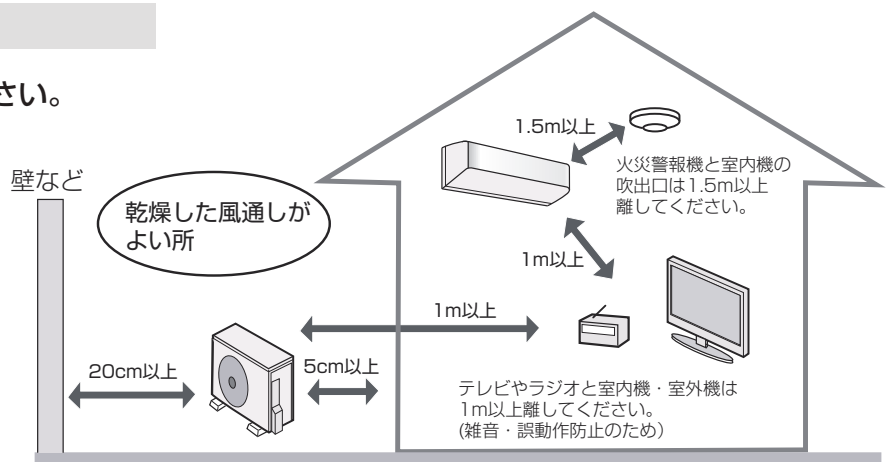 さい。
壁など
乾燥した風通しが
よい所
1.5m以上
火災警報機と室内機の
吹出口は1.5m以上
離してください。
1m以上
1m以上
20cm以上
5cm以上
テレビやラジオと室内機・室外機は
1m以上離してください。
(雑音・誤動作防止のため)